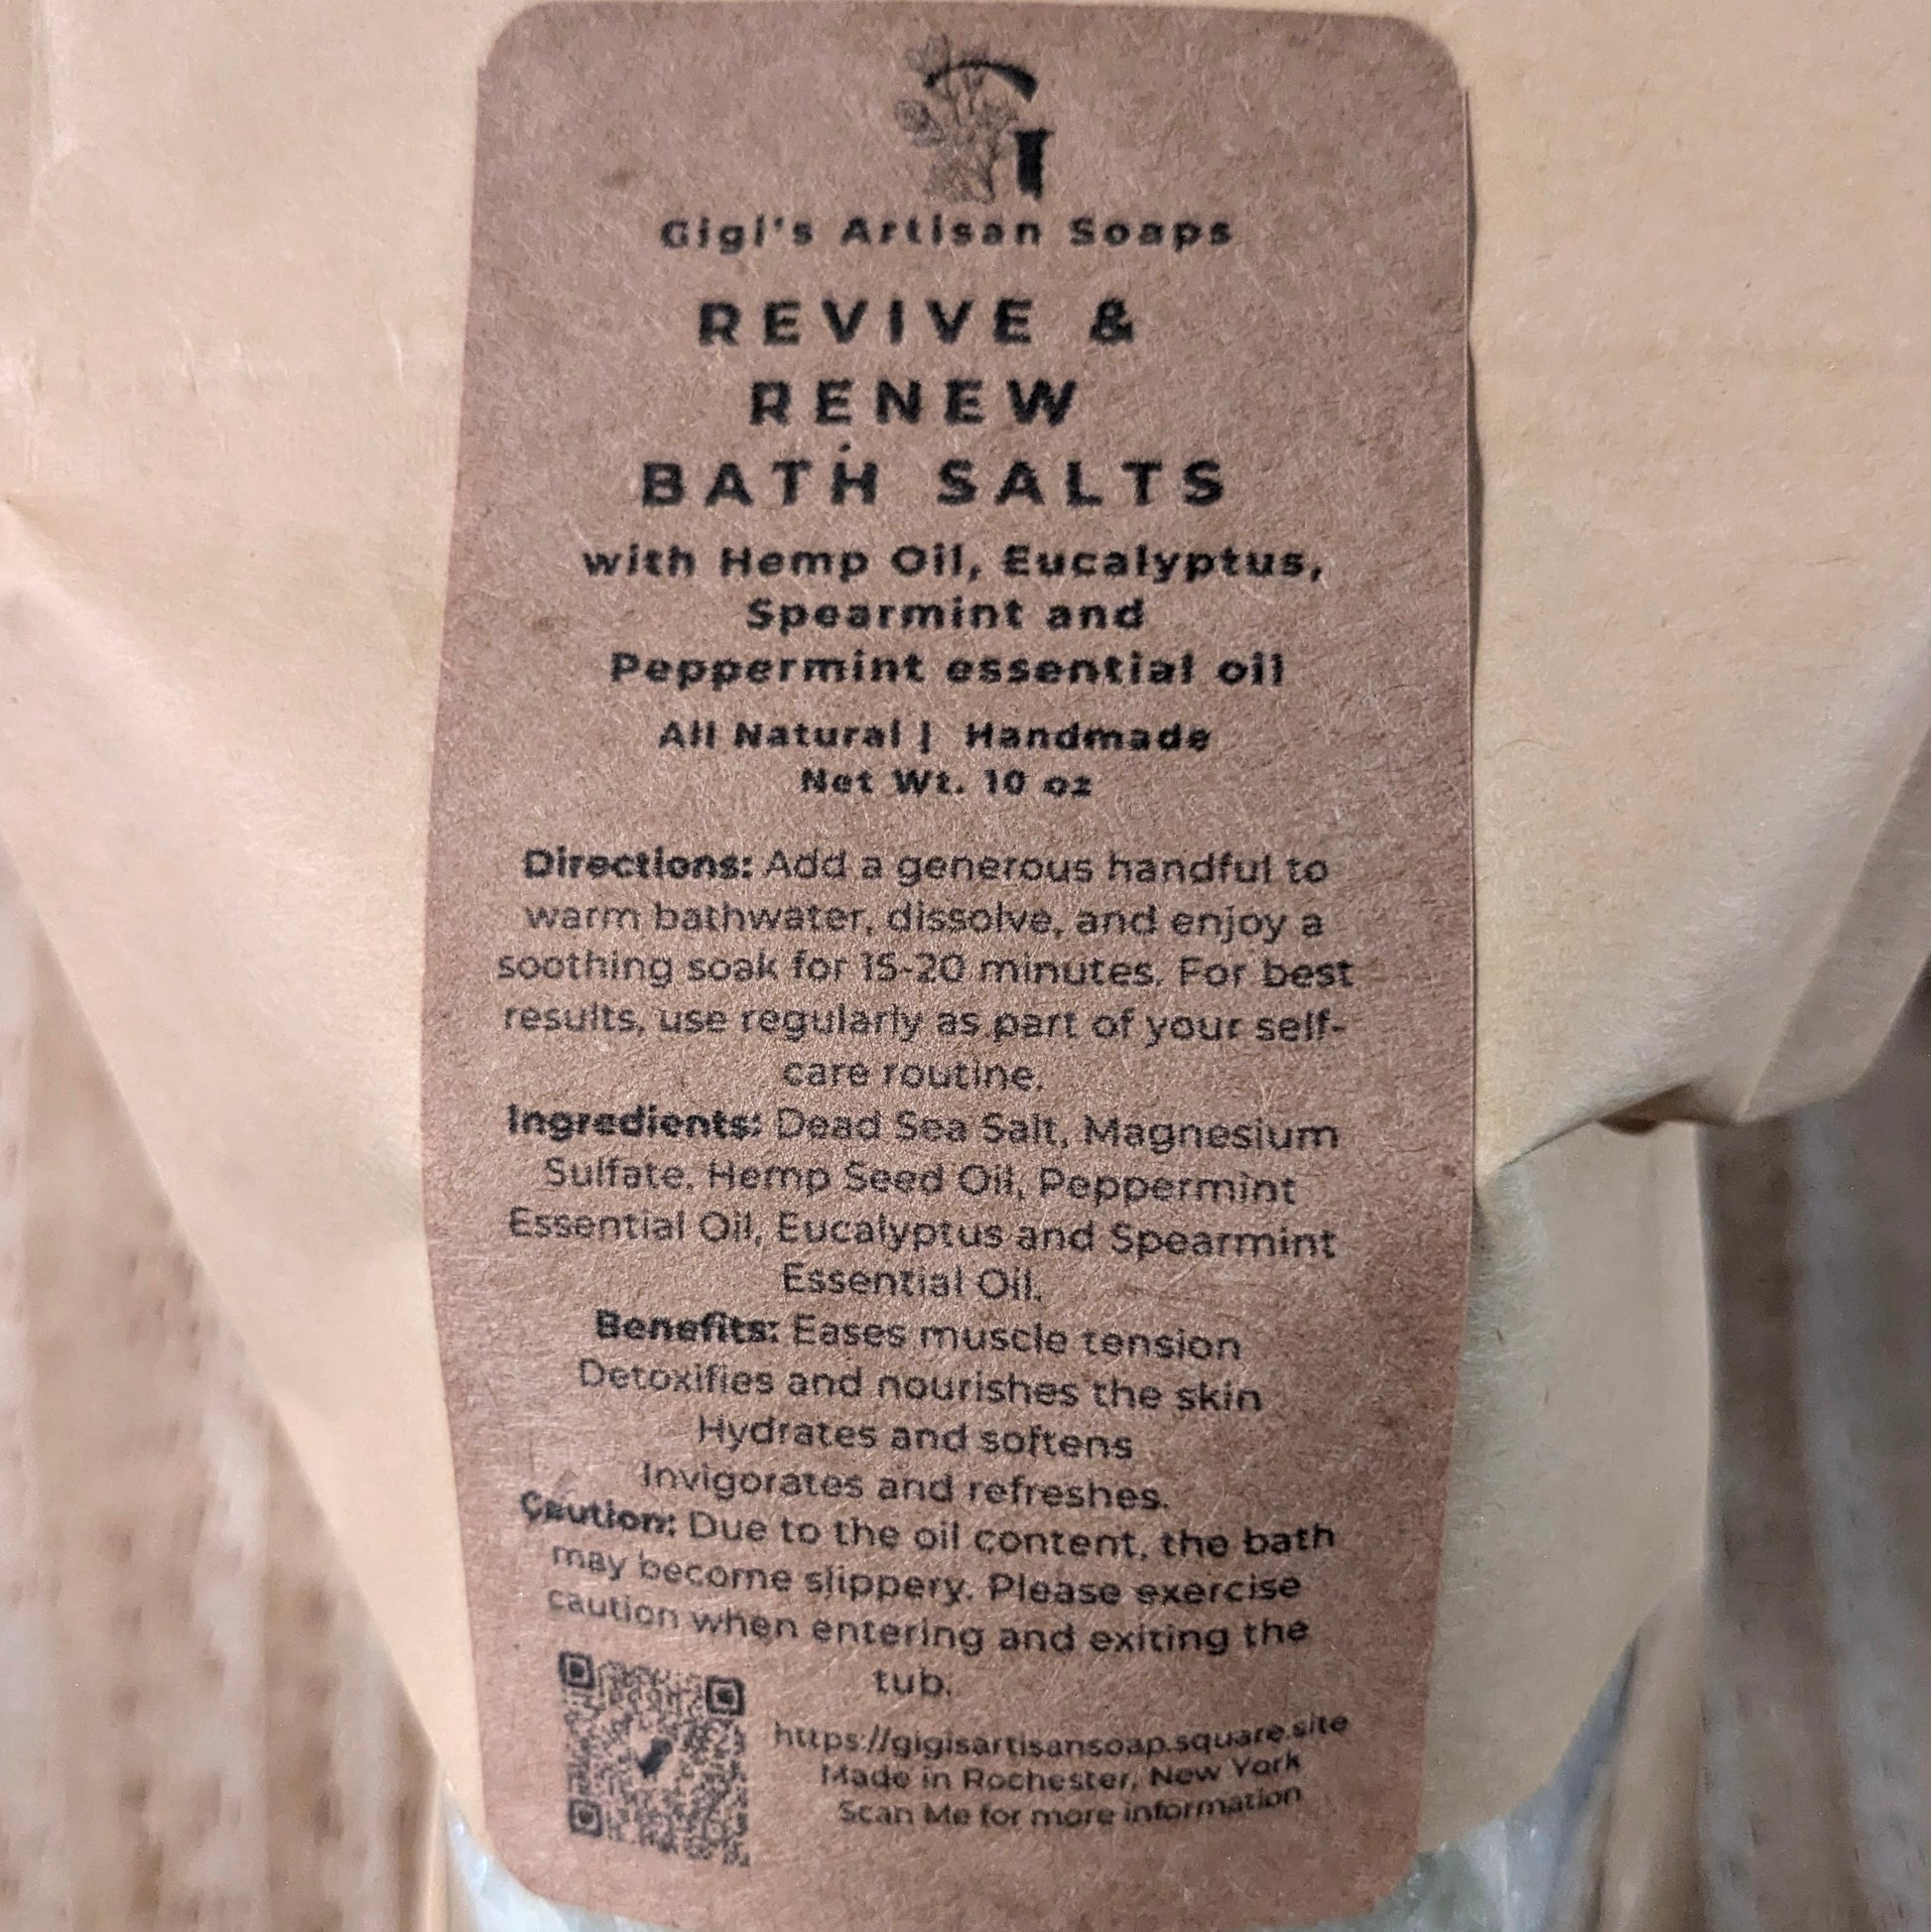 Gigi's Artisan Soaps
REVIVE &
RENEW
BATH SALTS
with Hemp Oil, Eucalyptus,
Spearmint and
Peppermint essential oil
All Natural | Handmade
Net Wt. 10 oz
Directions: Add a generous handful to
warm bathwater, dissolve, and enjoy a
soothing soak for 15-20 minutes. For best
results, use regularly as part of your self-
care routine.
Ingredients: Dead Sea Salt, Magnesium
Sulfate, Hemp Seed Oil, Peppermint
Essential Oil, Eucalyptus and Spearmint
Essential Oil.
Benefits: Eases muscle tension
Detoxifies and nourishes the skin
Hydrates and softens
Invigorates and refreshes.
Caution: Due to the oil content, the bath
may become slippery. Please exercise
caution when entering and exiting the
tub.
https://gigisartisansoap.square.site
Made in Rochester, New York
Scan Me for more information